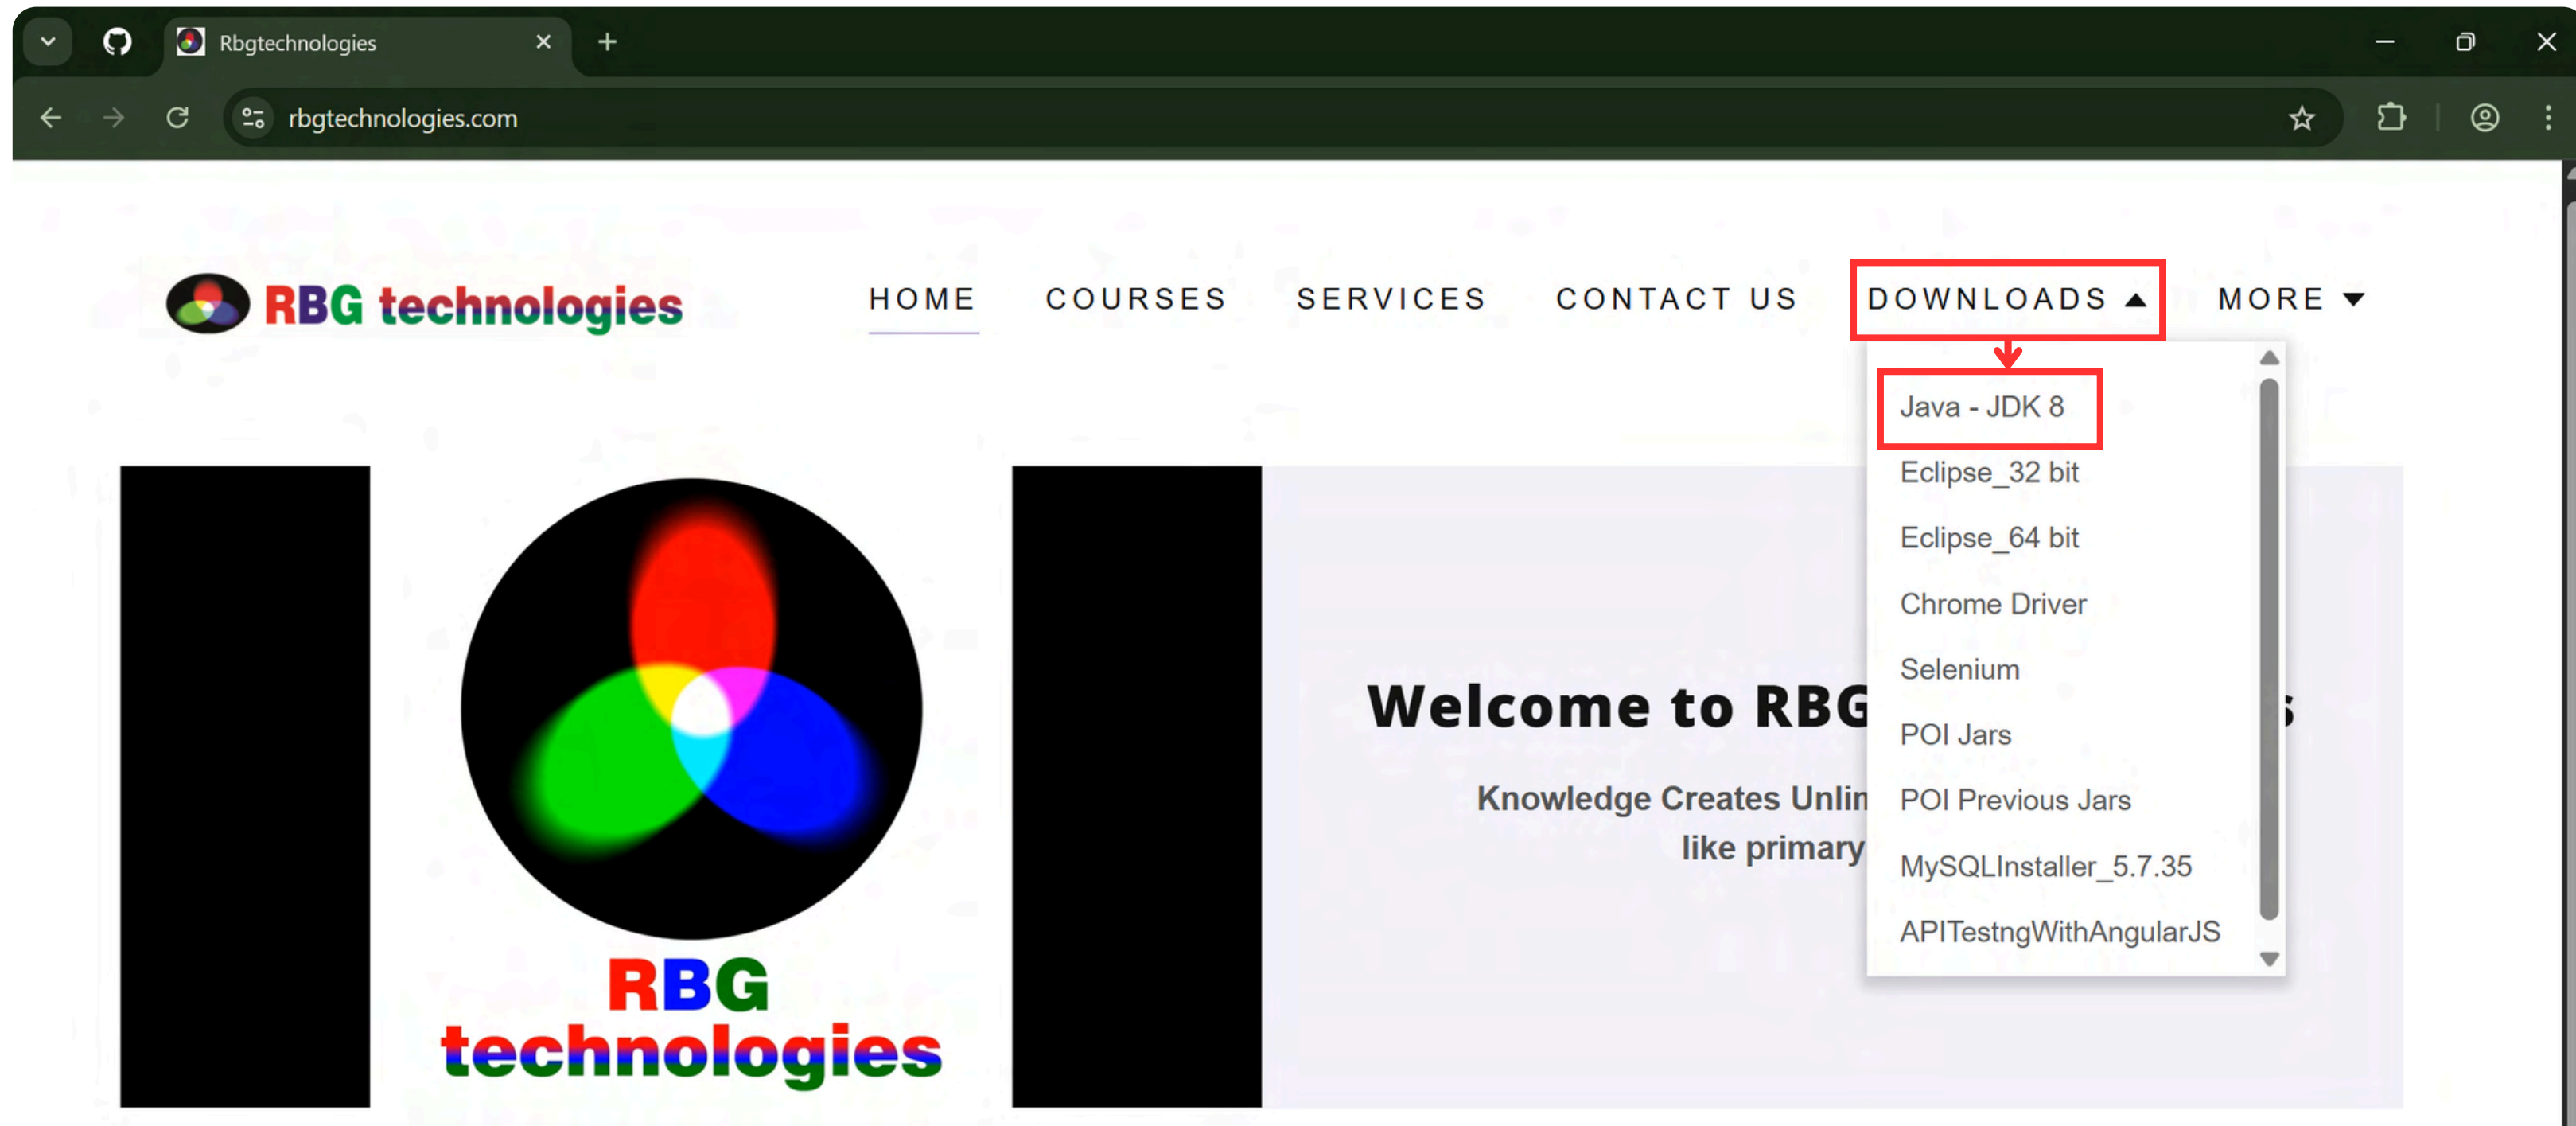 Rbgtechnologies
rbgtechnologies.com
RBG technologies
HOME
COURSES
SERVICES
CONTACT US
DOWNLOADS
MORE
Java - JDK 8
Eclipse_32 bit
Eclipse_64 bit
Chrome Driver
Selenium
POI Jars
POI Previous Jars
MySQLInstaller_5.7.35
APITestngWithAngularJS
Welcome to RBG
Knowledge Creates
like primary
RBG
technologies